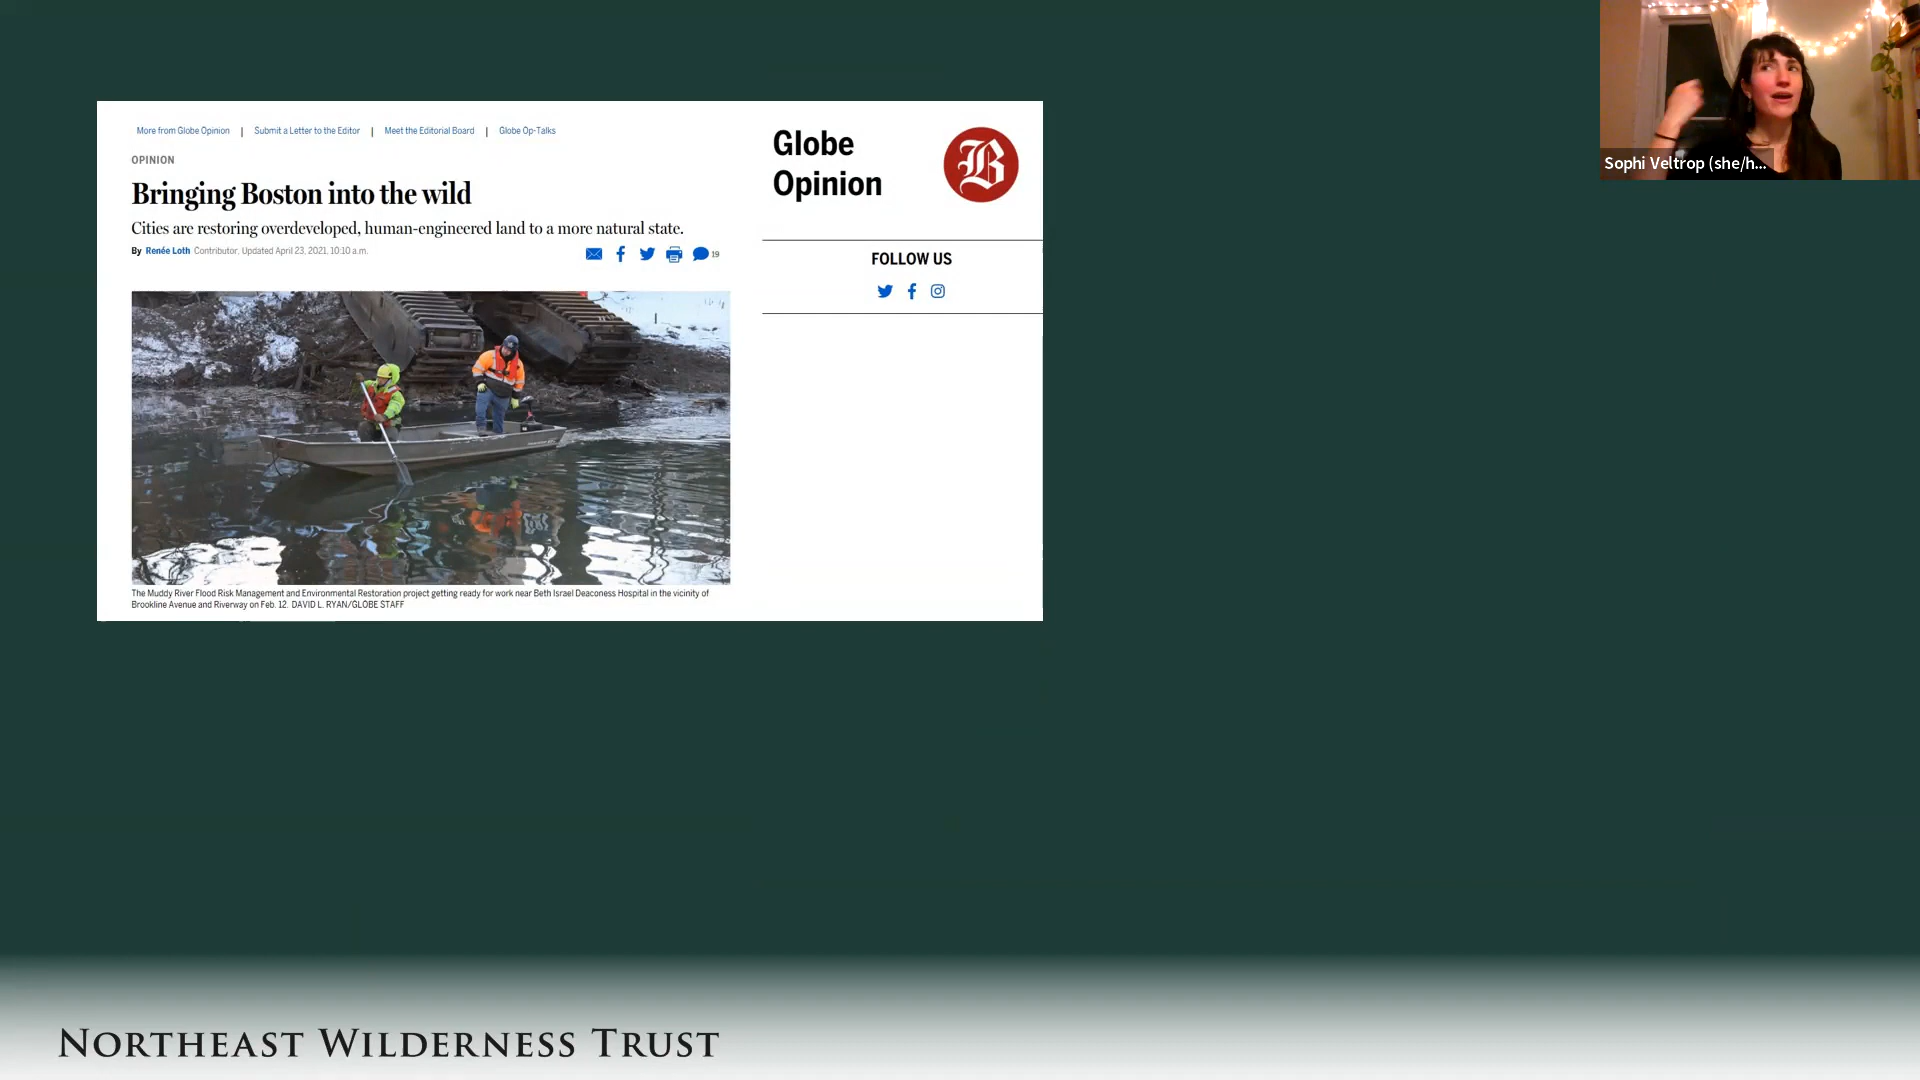 More from Globe Opinion | Submit a Letter to the Editor | Meet the Editorial Board | Globe Op-Talks
OPINION
Bringing Boston into the wild
Cities are restoring overdeveloped, human-engineered land to a more natural state.
By Renée Loth Contributor, Updated April 23, 2021, 10:10 a.m.
19
The Muddy River Flood Risk Management and Environmental Restoration project getting ready for work near Beth Israel Deaconess Hospital in the vicinity of
Brookline Avenue and Riverway on Feb. 12. DAVID L. RYAN/GLOBE STAFF
Globe
Opinion
B
FOLLOW US
Sophi Veltrop (she/h...
NORTHEAST WILDERNESS TRUST